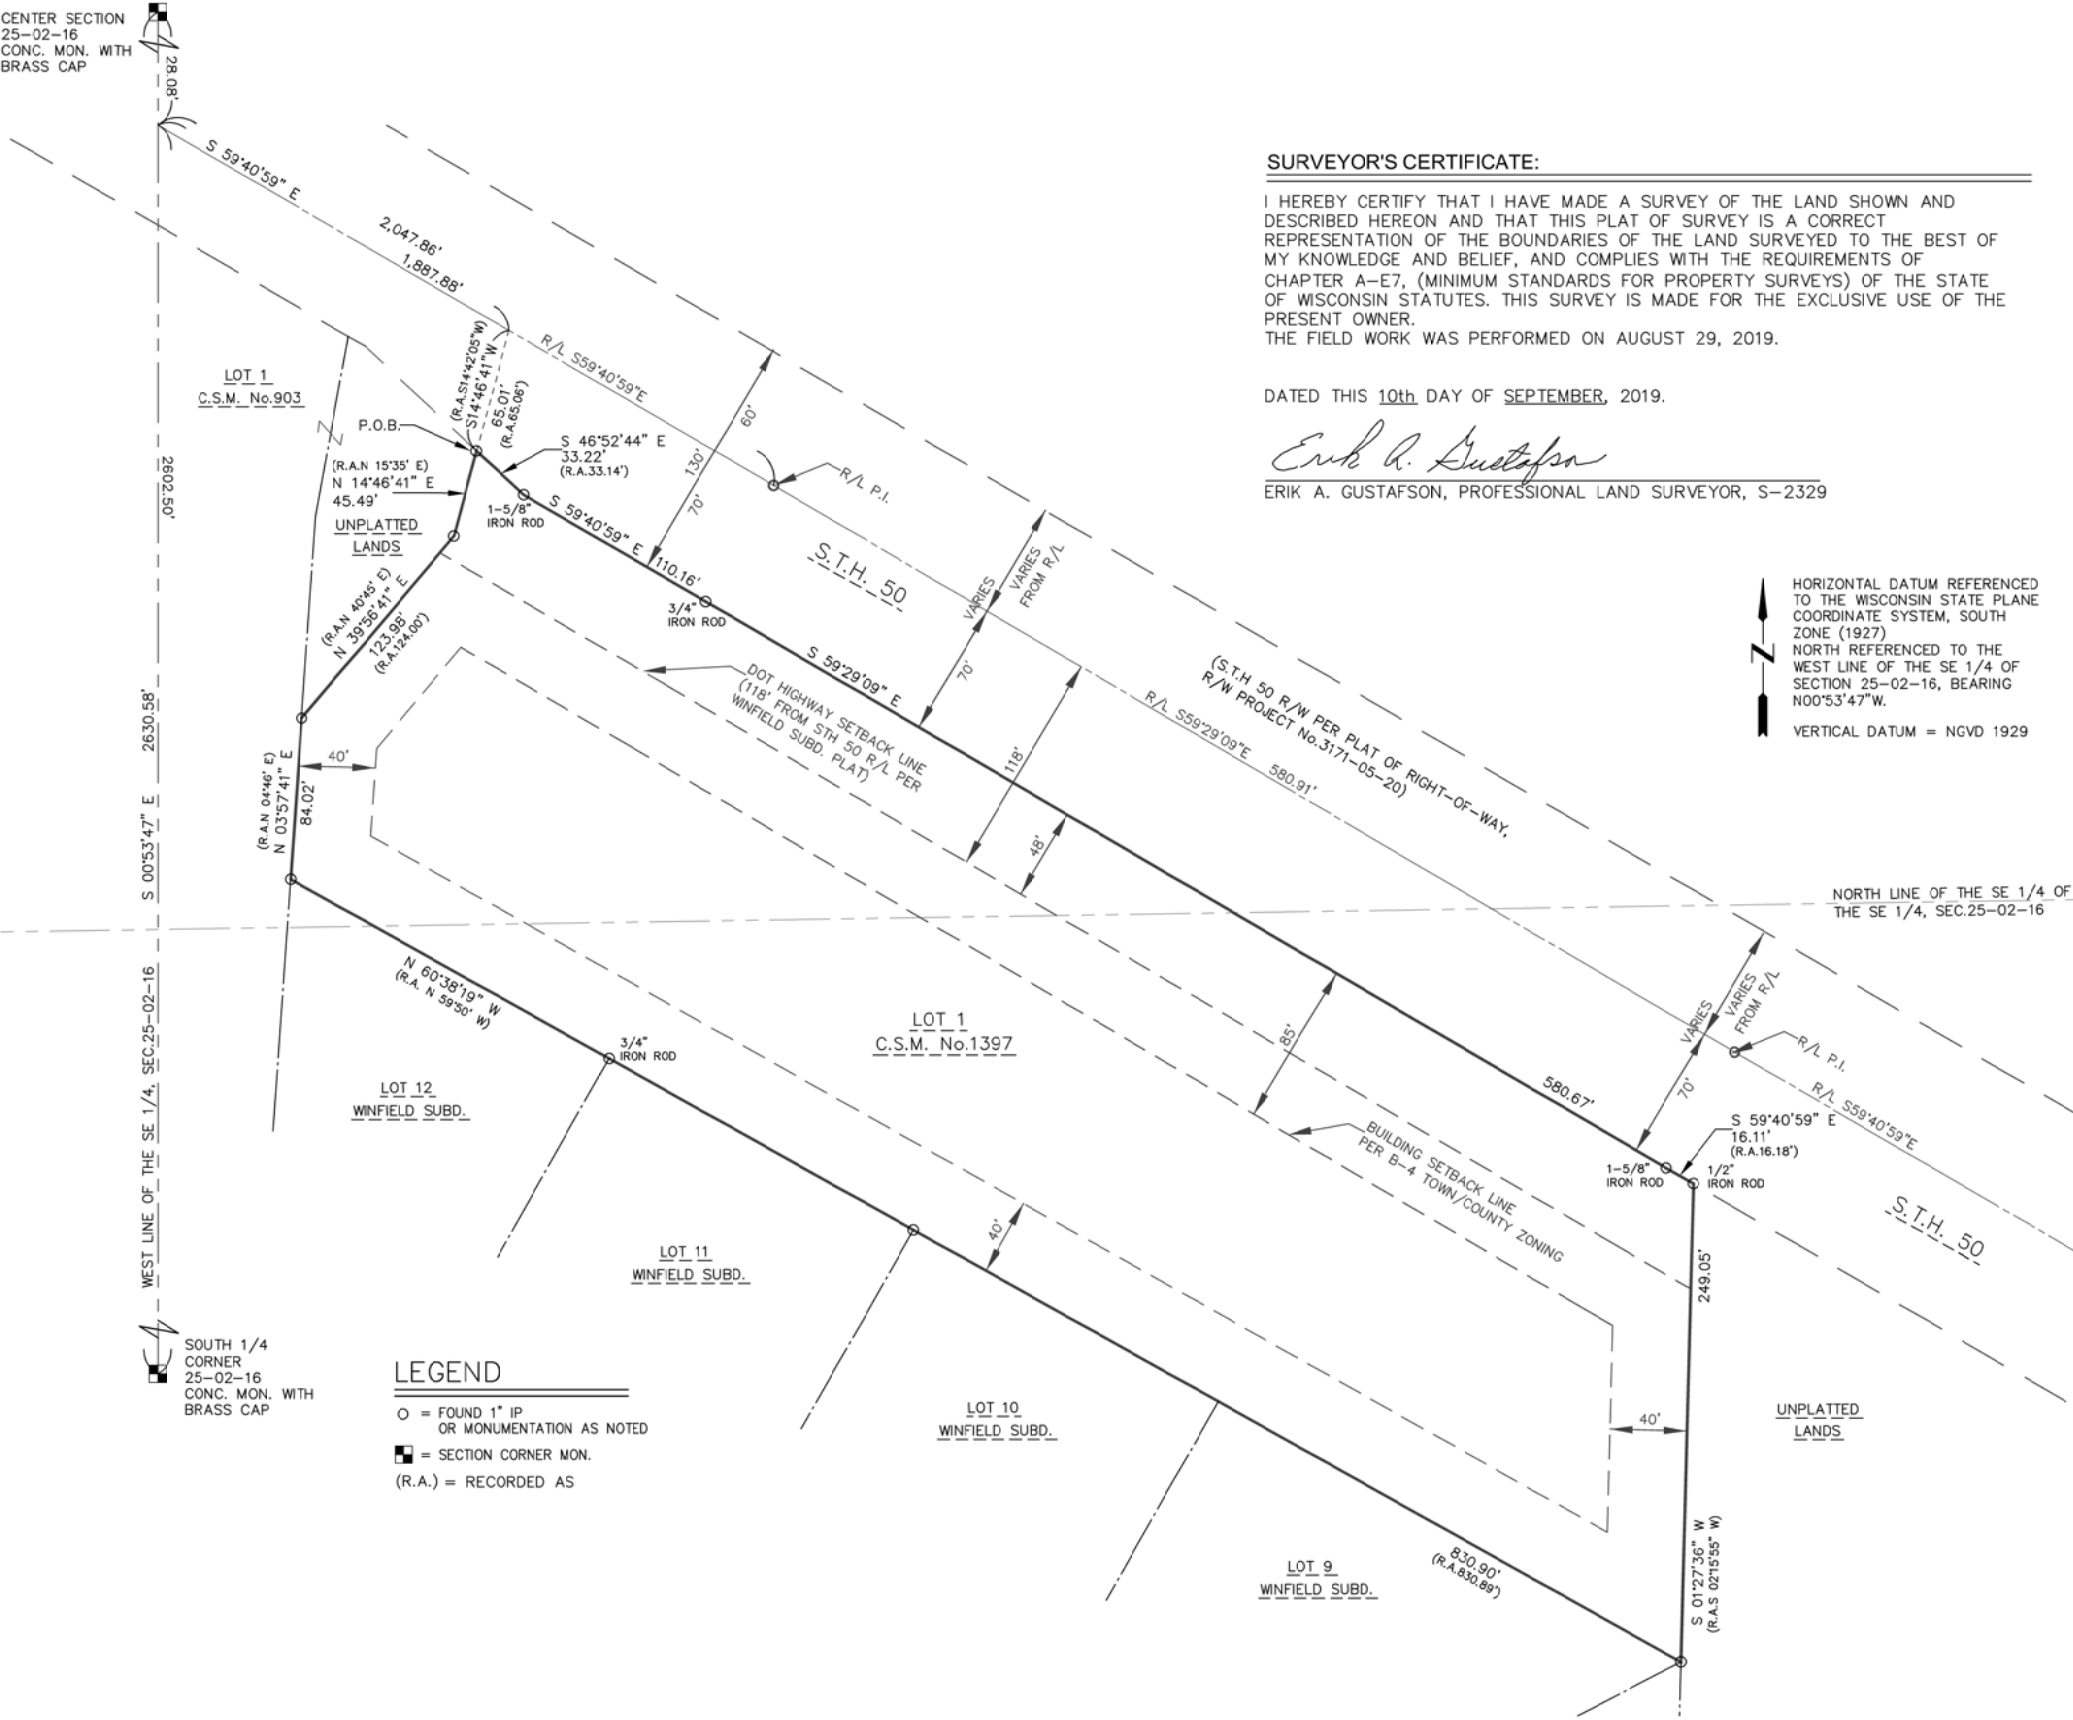 CENTER SECTION
25-02-16
CONC. MON. WITH
BRASS CAP
28.08'
S 59°40'59" E
2,047.86'
1,887.88'
SURVEYOR'S CERTIFICATE:
I HEREBY CERTIFY THAT I HAVE MADE A SURVEY OF THE LAND SHOWN AND
DESCRIBED HEREON AND THAT THIS PLAT OF SURVEY IS A CORRECT
REPRESENTATION OF THE BOUNDARIES OF THE LAND SURVEYED TO THE BEST OF
MY KNOWLEDGE AND BELIEF, AND COMPLIES WITH THE REQUIREMENTS OF
CHAPTER A-E7, (MINIMUM STANDARDS FOR PROPERTY SURVEYS) OF THE STATE
OF WISCONSIN STATUTES. THIS SURVEY IS MADE FOR THE EXCLUSIVE USE OF THE
PRESENT OWNER.
THE FIELD WORK WAS PERFORMED ON AUGUST 29, 2019.
DATED THIS 10th DAY OF SEPTEMBER, 2019.
Erik A. Gustafson
ERIK A. GUSTAFSON, PROFESSIONAL LAND SURVEYOR, S-2329
LOT 1
C.S.M. No.903
(R.A.S14°42'05"W)
S14°46'41"W
65.01'
(R.A.65.06')
R/L S59°40'59"E
P.O.B.
S 46°52'44" E
33.22'
(R.A.33.14')
(R.A.N 15°35' E)
N 14°46'41" E
45.49'
UNPLATTED
LANDS
1-5/8"
IRON ROD
60'
130'
70'
R/L P.I.
S 59°40'59" E
110.16'
3/4"
IRON ROD
S.T.H. 50
VARIES
VARIES
FROM R/L
70'
2602.50'
2630.58'
(R.A.N 40°45' E)
N 39°56'41" E
123.98'
(R.A.124.00')
S 59°29'09" E
HORIZONTAL DATUM REFERENCED
TO THE WISCONSIN STATE PLANE
COORDINATE SYSTEM, SOUTH
ZONE (1927)
NORTH REFERENCED TO THE
WEST LINE OF THE SE 1/4 OF
SECTION 25-02-16, BEARING
N00°53'47"W.
VERTICAL DATUM = NGVD 1929
N
DOT HIGHWAY SETBACK LINE
(118' FROM STH 50 R/L PER
WINFIELD SUBD. PLAT)
(S.T.H 50 R/W PER PLAT OF RIGHT-OF-WAY,
R/W PROJECT No.3171-05-20)
R/L S59°29'09"E
580.91'
118'
48'
40'
(R.A.N 04°46' E)
N 03°57'41" E
84.02'
S 00°53'47" E
WEST LINE OF THE SE 1/4, SEC.25-02-16
NORTH LINE OF THE SE 1/4 OF
THE SE 1/4, SEC.25-02-16
N 60°38'19" W
(R.A. N 59°50' W)
LOT 1
C.S.M. No.1397
3/4"
IRON ROD
85'
VARIES
VARIES
FROM R/L
70'
R/L P.I.
R/L S59°40'59"E
580.67'
S 59°40'59" E
16.11'
(R.A.16.18')
1-5/8"
IRON ROD
1/2"
IRON ROD
LOT 12
WINFIELD SUBD.
BUILDING SETBACK LINE
PER B-4 TOWN/COUNTY ZONING
S.T.H. 50
40'
LOT 11
WINFIELD SUBD.
249.05'
SOUTH 1/4
CORNER
25-02-16
CONC. MON. WITH
BRASS CAP
LEGEND
= FOUND 1" IP
OR MONUMENTATION AS NOTED
= SECTION CORNER MON.
(R.A.) = RECORDED AS
LOT 10
WINFIELD SUBD.
40'
UNPLATTED
LANDS
LOT 9
WINFIELD SUBD.
830.90'
(R.A.830.89')
S 01°27'36" W
(R.A.S 02°15'55" W)